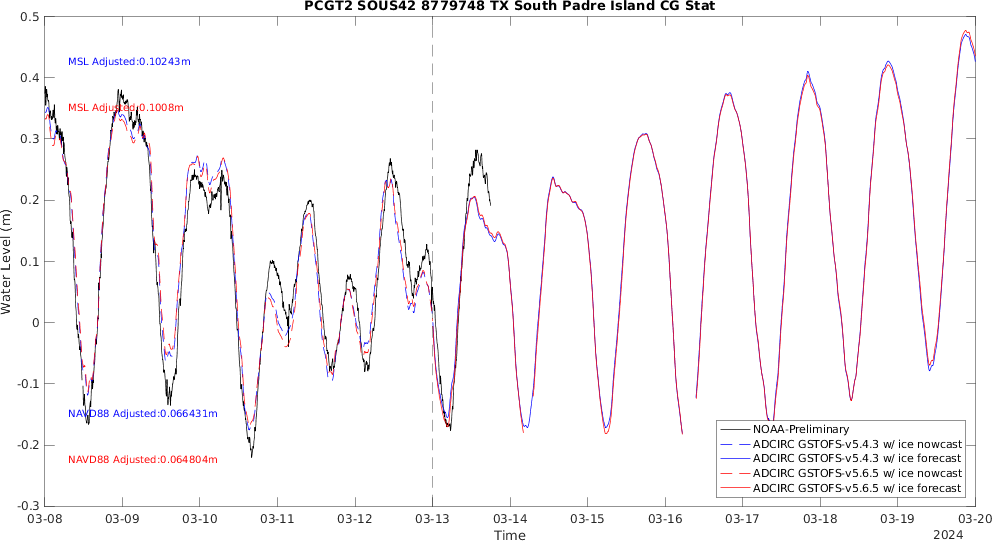 PCGT2 SOUS42 8779748 TX South Padre Island CG Stat
0.5
0.4
0.3
0.2
0.1
0
-0.1
-0.2
-0.3
Water Level (m)
MSL Adjusted:0.10243m
MSL Adjusted:0.1008m
NAVD88 Adjusted:0.066431m
NAVD88 Adjusted:0.064804m
NOAA-Preliminary
ADCIRC GSTOFS-v5.4.3 w/ ice nowcast
ADCIRC GSTOFS-v5.4.3 w/ ice forecast
ADCIRC GSTOFS-v5.6.5 w/ ice nowcast
ADCIRC GSTOFS-v5.6.5 w/ ice forecast
03-08 03-09 03-10 03-11 03-12 03-13 03-14 03-15 03-16 03-17 03-18 03-19 03-20
Time
2024